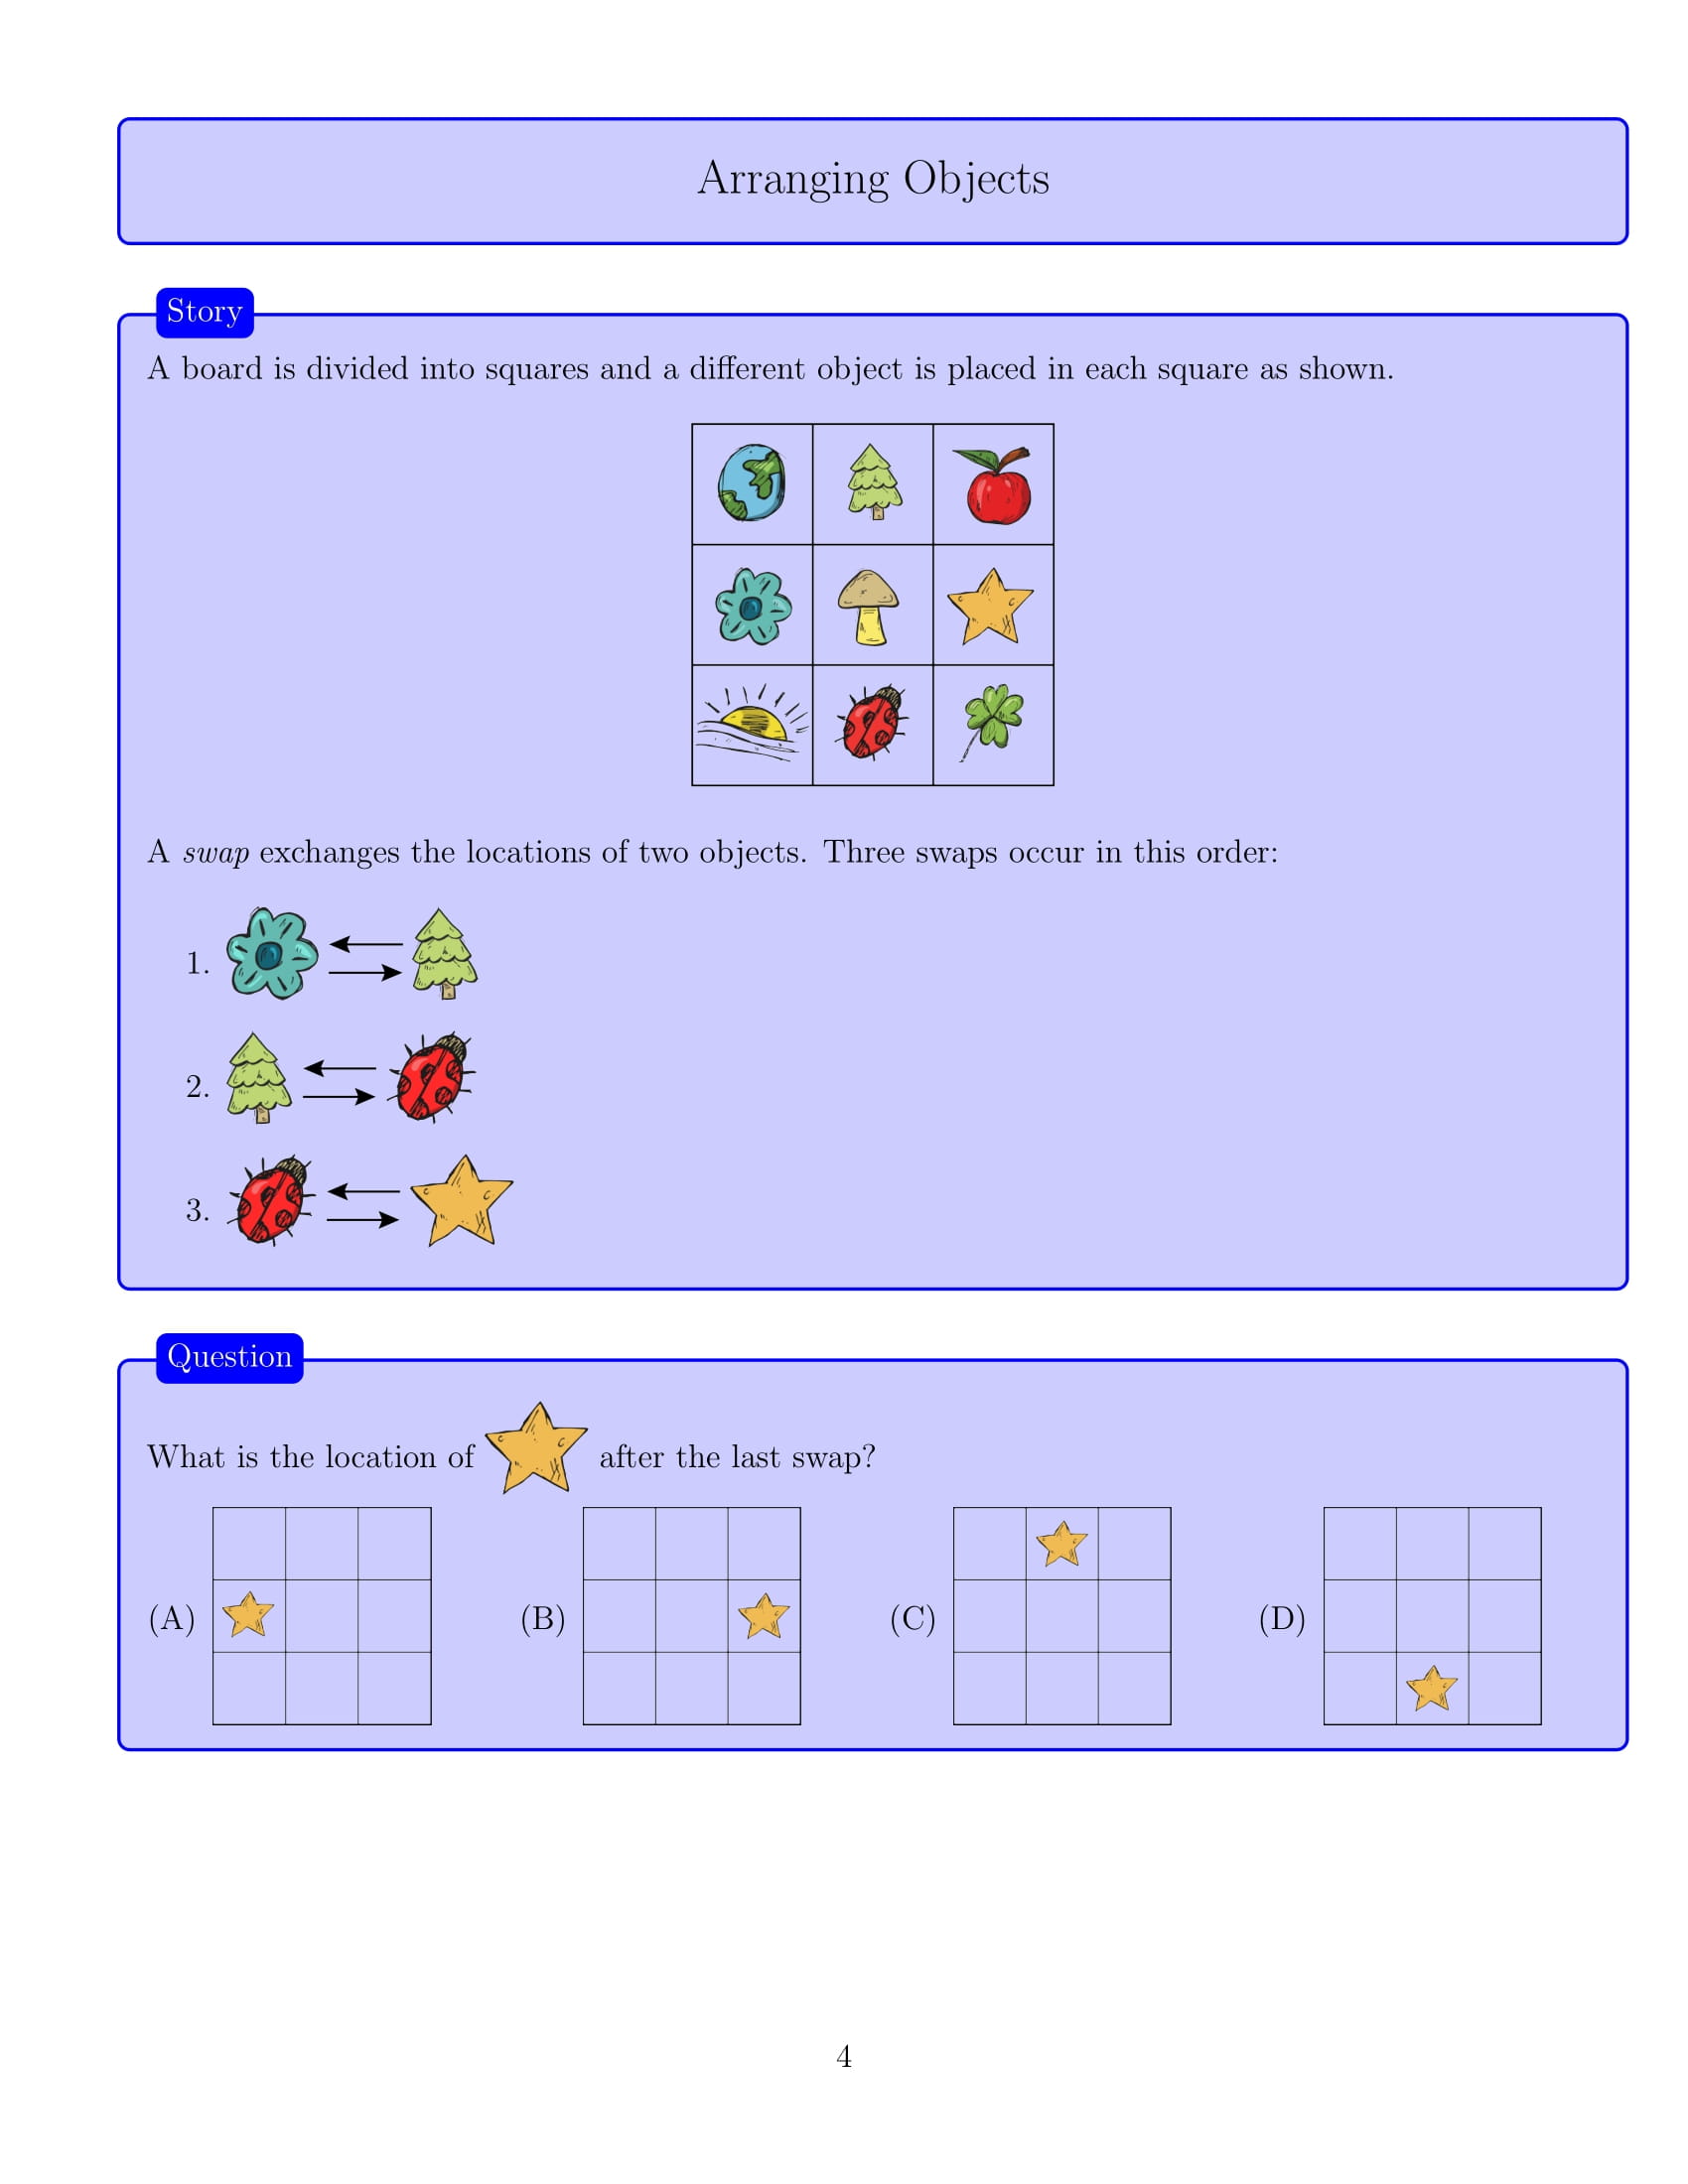 Arranging Objects
Story
A board is divided into squares and a different object is placed in each square as shown.
A swap exchanges the locations of two objects. Three swaps occur in this order:
1.
2.
3.
Question
What is the location of after the last swap?
(A) (B) (C) (D)
4